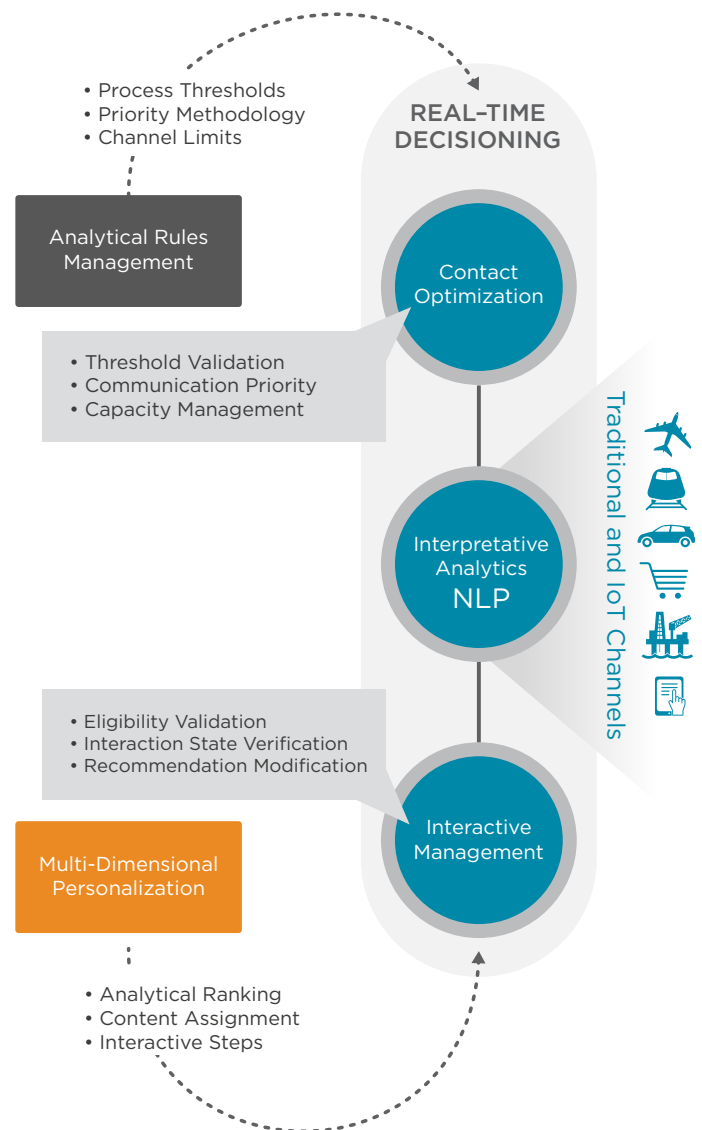 • Process Thresholds
• Priority Methodology
• Channel Limits
REAL–TIME
DECISIONING
Analytical Rules
Management
Contact
Optimization
• Threshold Validation
• Communication Priority
• Capacity Management
Traditional and IoT Channels
Interpretative
Analytics
NLP
• Eligibility Validation
• Interaction State Verification
• Recommendation Modification
Interactive
Management
Multi-Dimensional
Personalization
• Analytical Ranking
• Content Assignment
• Interactive Steps